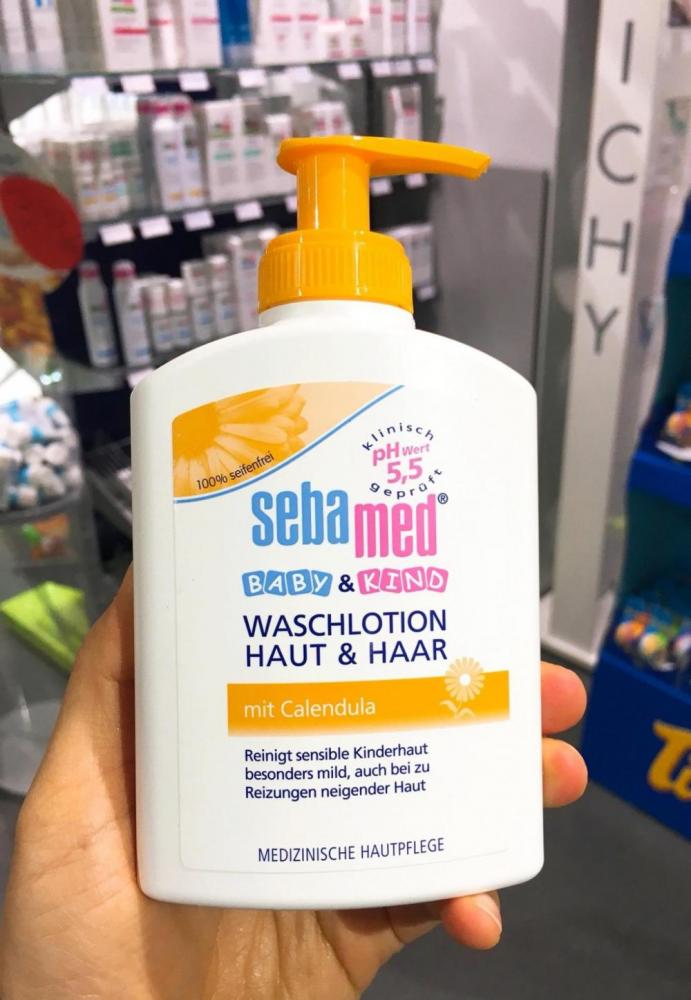 ICHY
100% seifenfrei
klinisch
pH Wert
5,5
geprüft
sebamed®
BABY & KIND
WASCHLOTION
HAUT & HAAR
mit Calendula
Reinigt sensible Kinderhaut
besonders mild, auch bei zu
Reizungen neigender Haut
MEDIZINISCHE HAUTPFLEGE